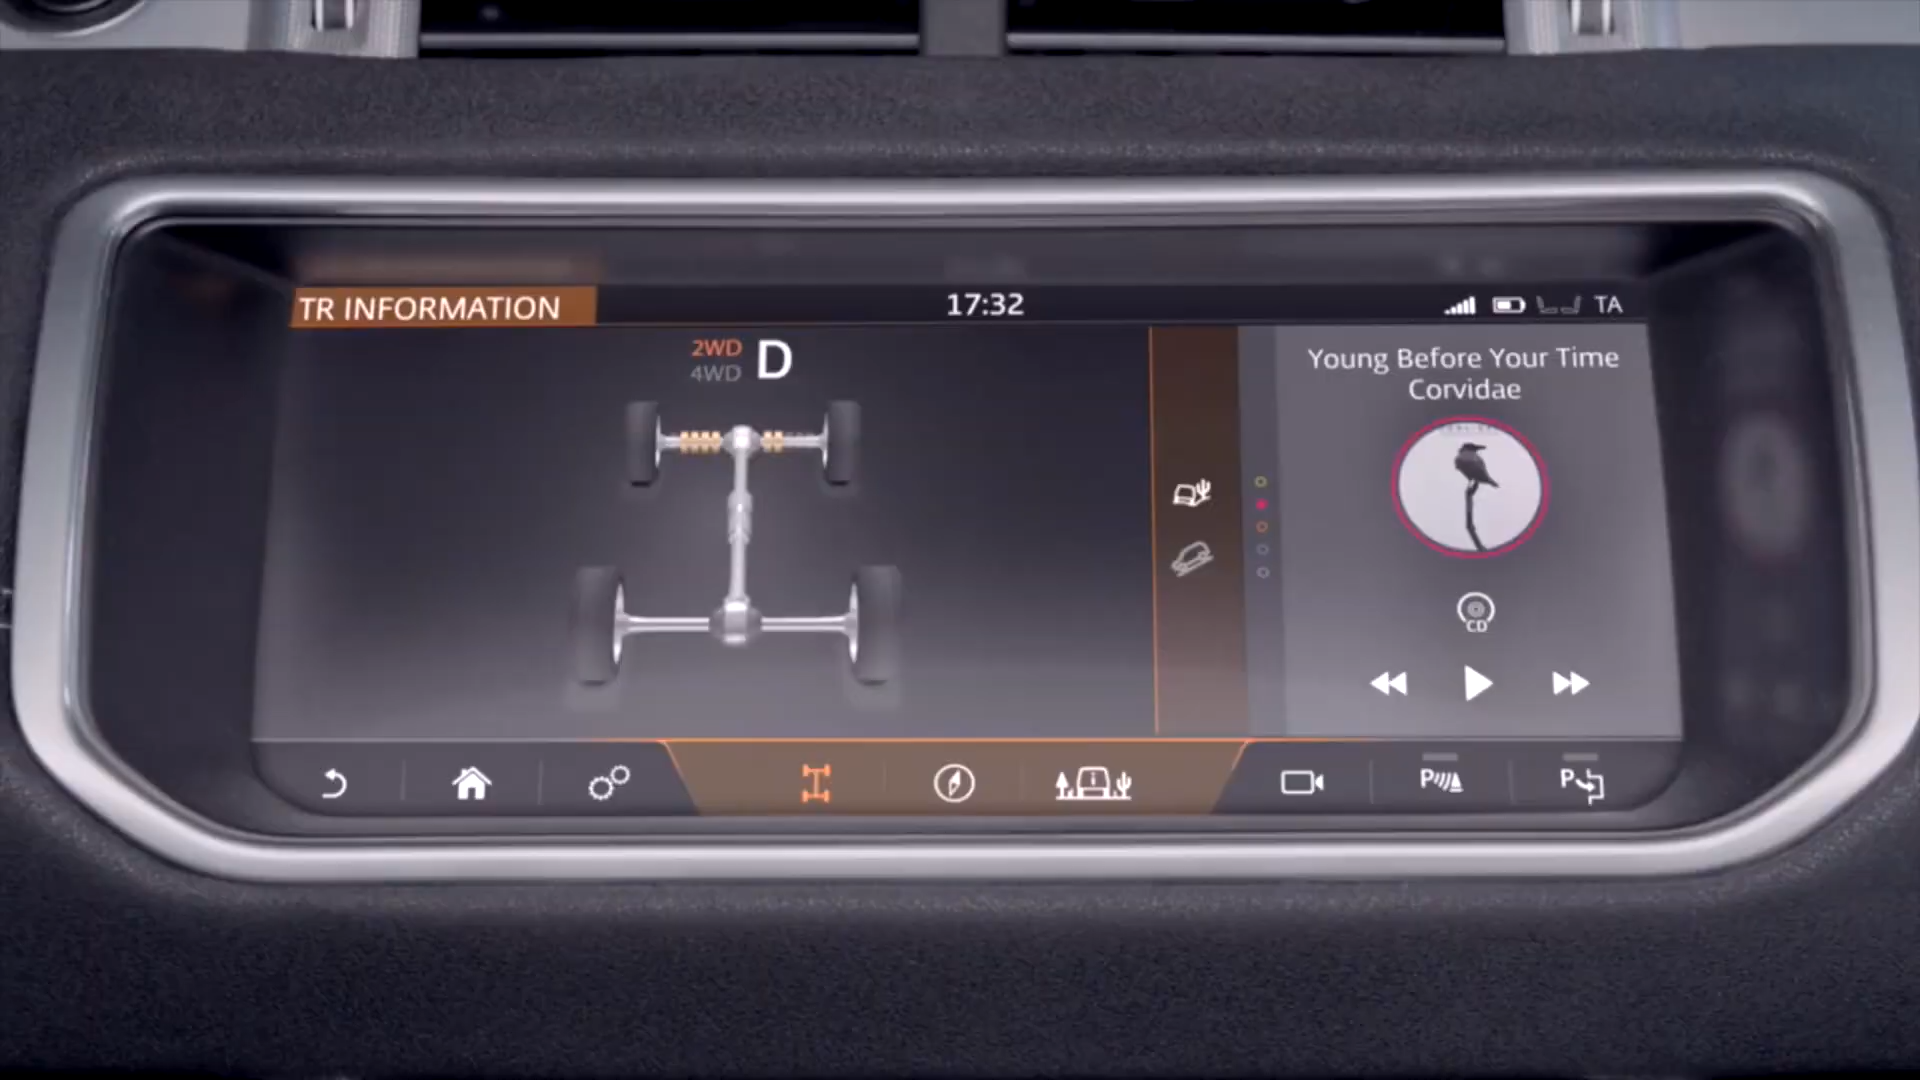 TR INFORMATION
17:32
TA
2WD
4WD
D
Young Before Your Time
Corvidae
CD
P
P